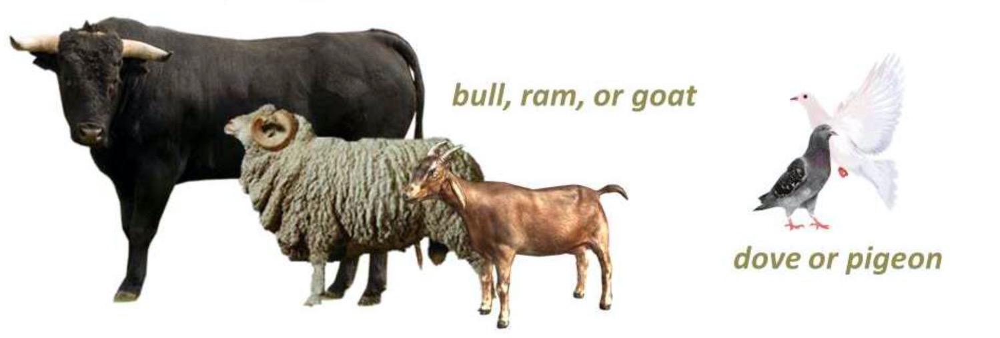 bull, ram, or goat
dove or pigeon